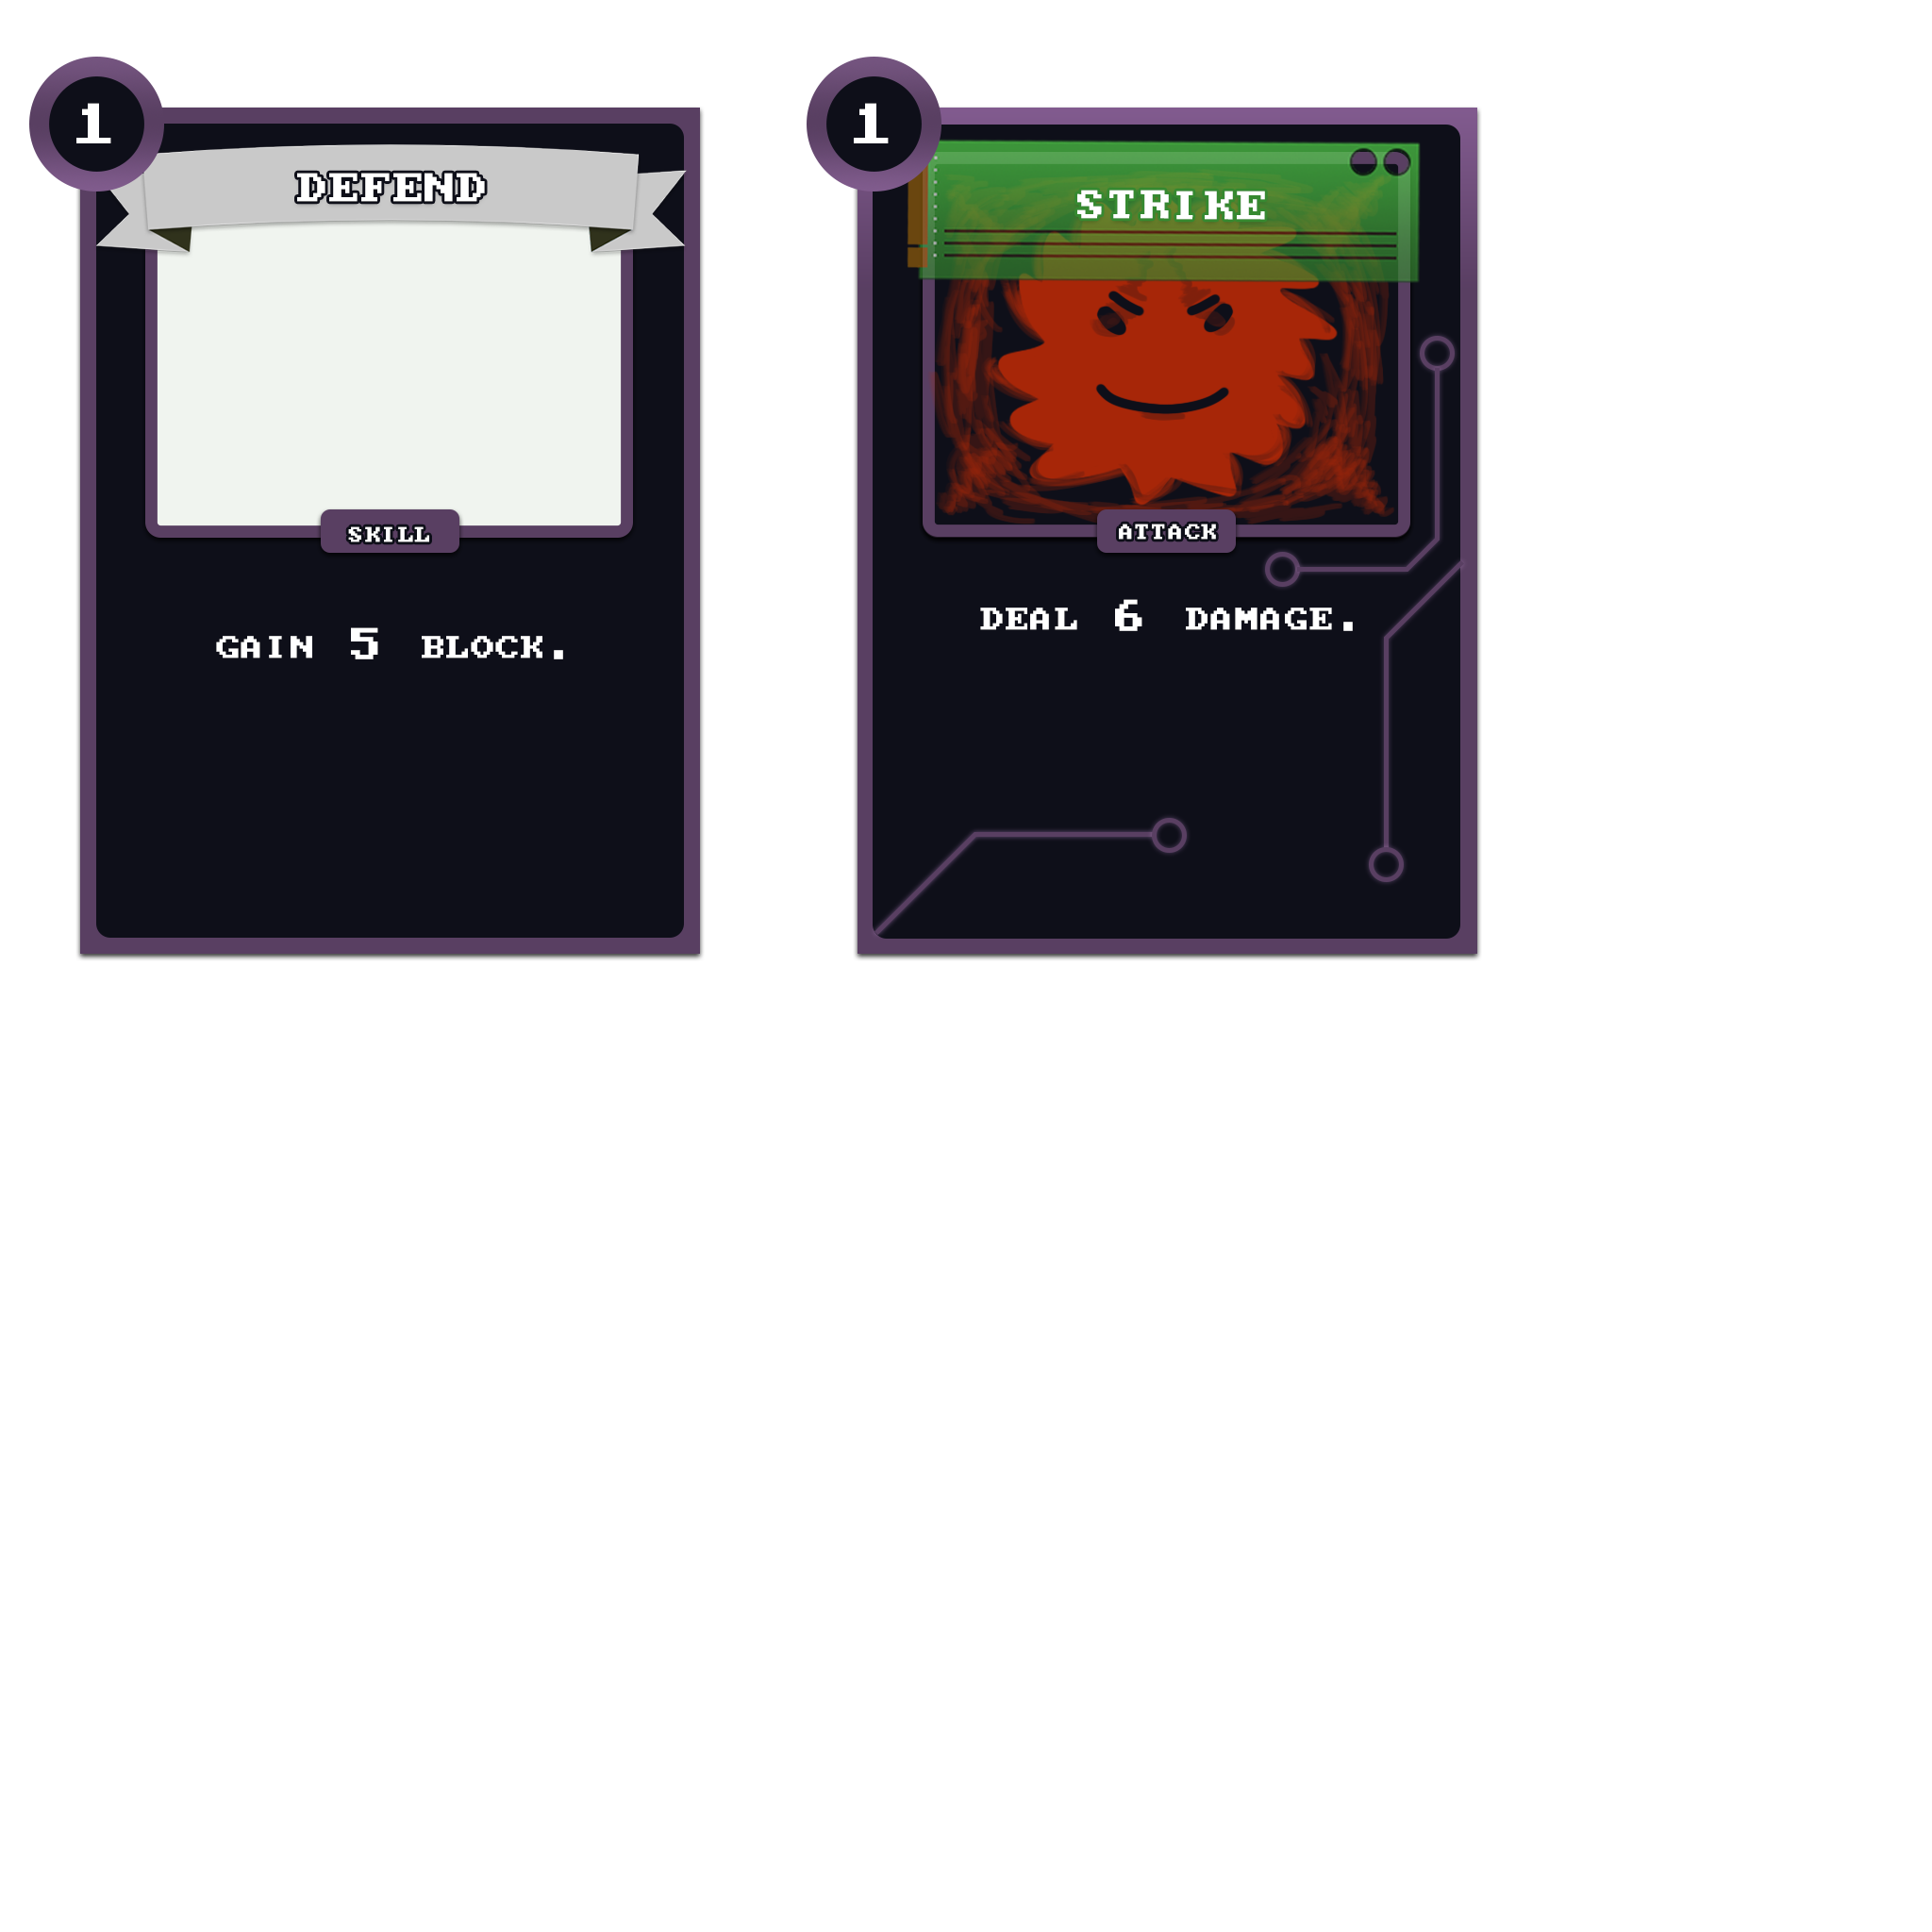 1
DEFEND
SKILL
GAIN 5 BLOCK.
1
STRIKE
ATTACK
DEAL 6 DAMAGE.